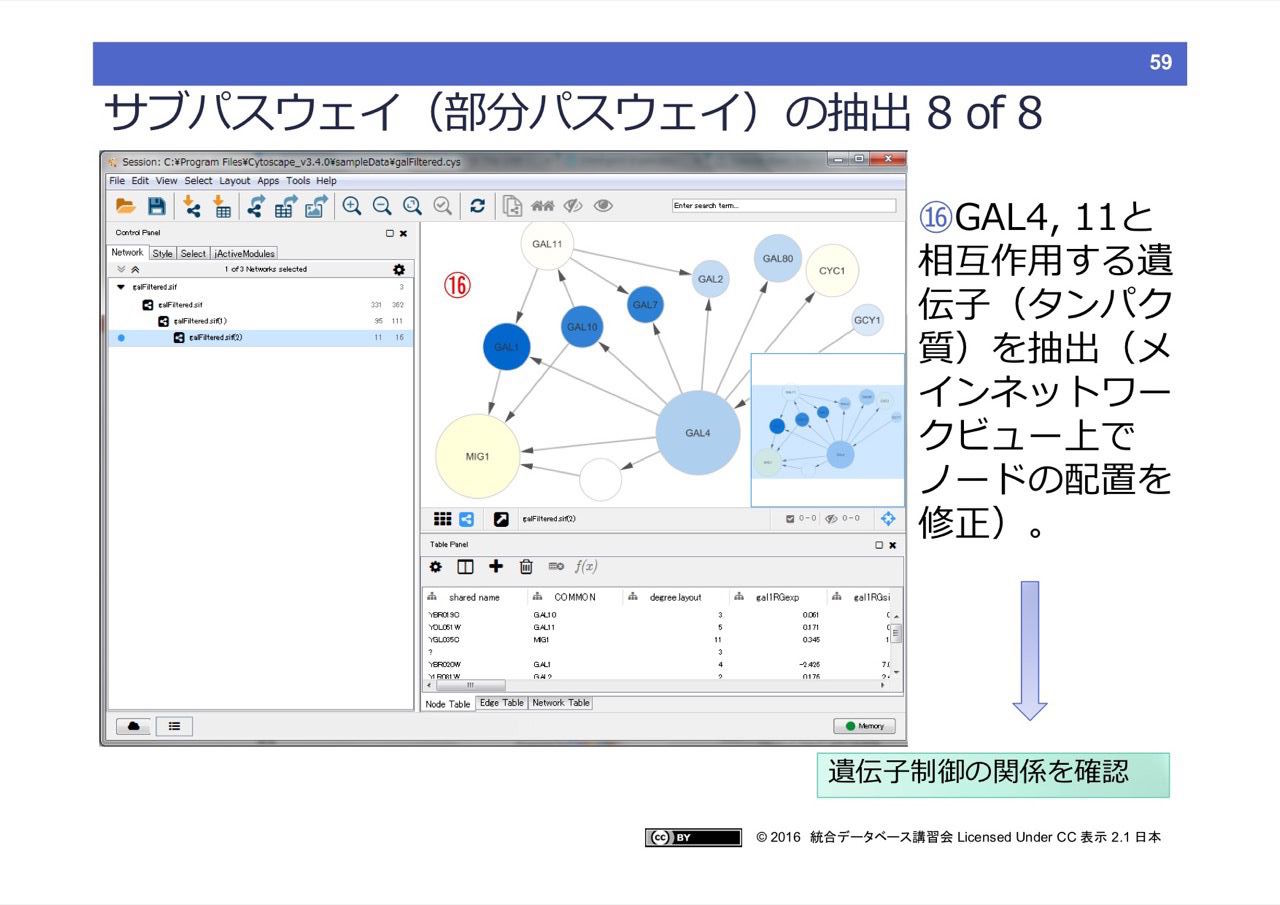 59
サブパスウェイ（部分パスウェイ）の抽出 8 of 8
Session: C:¥Program Files¥Cytoscape_v3.4.0¥sampleData¥galFiltered.cys
File Edit View Select Layout Apps Tools Help
Enter search term...
Control Panel
Network Style Select jActiveModules
1 of 3 Networks selected
galFiltered.sif 3
galFiltered.sif 331 362
galFiltered.sif(1) 95 111
galFiltered.sif(2) 11 16
⑯
GAL11
GAL80
CYC1
GAL2
GAL7
GCY1
GAL10
GAL1
GAL4
MIG1
galFiltered.sif(2) 0-0 0-0
Table Panel
f(x)
shared name COMMON degree.layout gal1RGexp gal1RGsi
YBR019C GAL10 3 0.061
YOL051W GAL11 5 0.171
YGL035C MIG1 11 0.345 1
? 3
YBR020W GAL1 4 -2.426 7.0
YLR081W GAL2 2 0.175 2.
Node Table Edge Table Network Table
Memory
⑯GAL4, 11と
相互作用する遺
伝子（タンパク
質）を抽出（メ
インネットワー
クビュー上で
ノードの配置を
修正）。
遺伝子制御の関係を確認
cc BY
© 2016 統合データベース講習会 Licensed Under CC 表示 2.1 日本